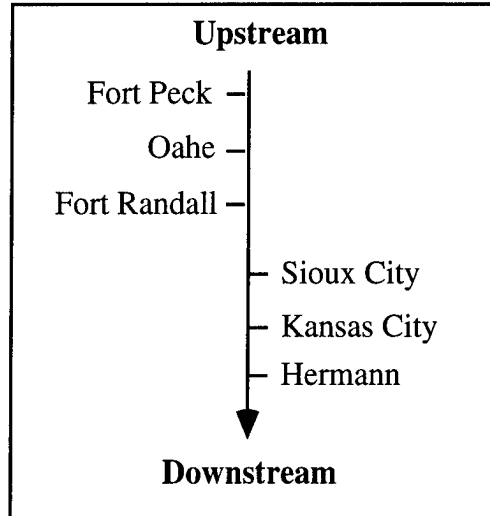 Upstream
Fort Peck
Oahe
Fort Randall
Sioux City
Kansas City
Hermann
Downstream